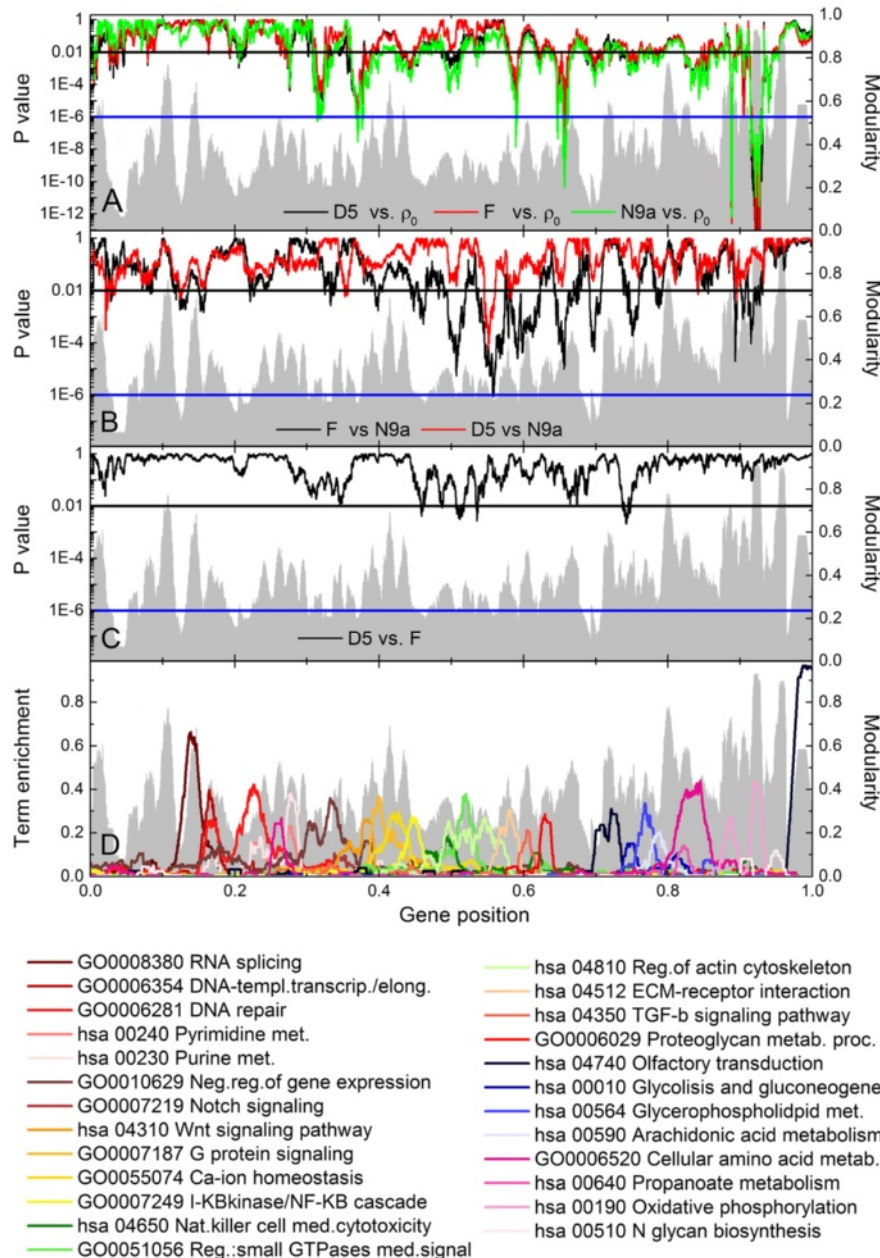 1
0.01
1E-4
1E-6
1E-8
1E-10
1E-12
P value
A
D5 vs. ρ0
F vs. ρ0
N9a vs. ρ0
1.0
0.8
0.6
0.4
0.2
0.0
Modularity
1
0.01
1E-4
1E-6
P value
B
F vs N9a
D5 vs N9a
0.8
0.6
0.4
0.2
0.0
Modularity
1
0.01
1E-4
1E-6
P value
C
D5 vs. F
0.8
0.6
0.4
0.2
0.0
Modularity
0.8
0.6
0.4
0.2
0.0
Term enrichment
D
0.8
0.6
0.4
0.2
0.0
Modularity
0.0 0.2 0.4 0.6 0.8 1.0
Gene position
GO0008380 RNA splicing
GO0006354 DNA-templ.transcrip./elong.
GO0006281 DNA repair
hsa 00240 Pyrimidine met.
hsa 00230 Purine met.
GO0010629 Neg.reg.of gene expression
GO0007219 Notch signaling
hsa 04310 Wnt signaling pathway
GO0007187 G protein signaling
GO0055074 Ca-ion homeostasis
GO0007249 I-KBkinase/NF-KB cascade
hsa 04650 Nat.killer cell med.cytotoxicity
GO0051056 Reg.:small GTPases med.signal
hsa 04810 Reg.of actin cytoskeleton
hsa 04512 ECM-receptor interaction
hsa 04350 TGF-b signaling pathway
GO0006029 Proteoglycan metab. proc.
hsa 04740 Olfactory transduction
hsa 00010 Glycolisis and gluconegene
hsa 00564 Glycerophospholidpid met.
hsa 00590 Arachidonic acid metabolism
GO0006520 Cellular amino acid metab.
hsa 00640 Propanoate metabolism
hsa 00190 Oxidative phosphorylation
hsa 00510 N glycan biosynthesis